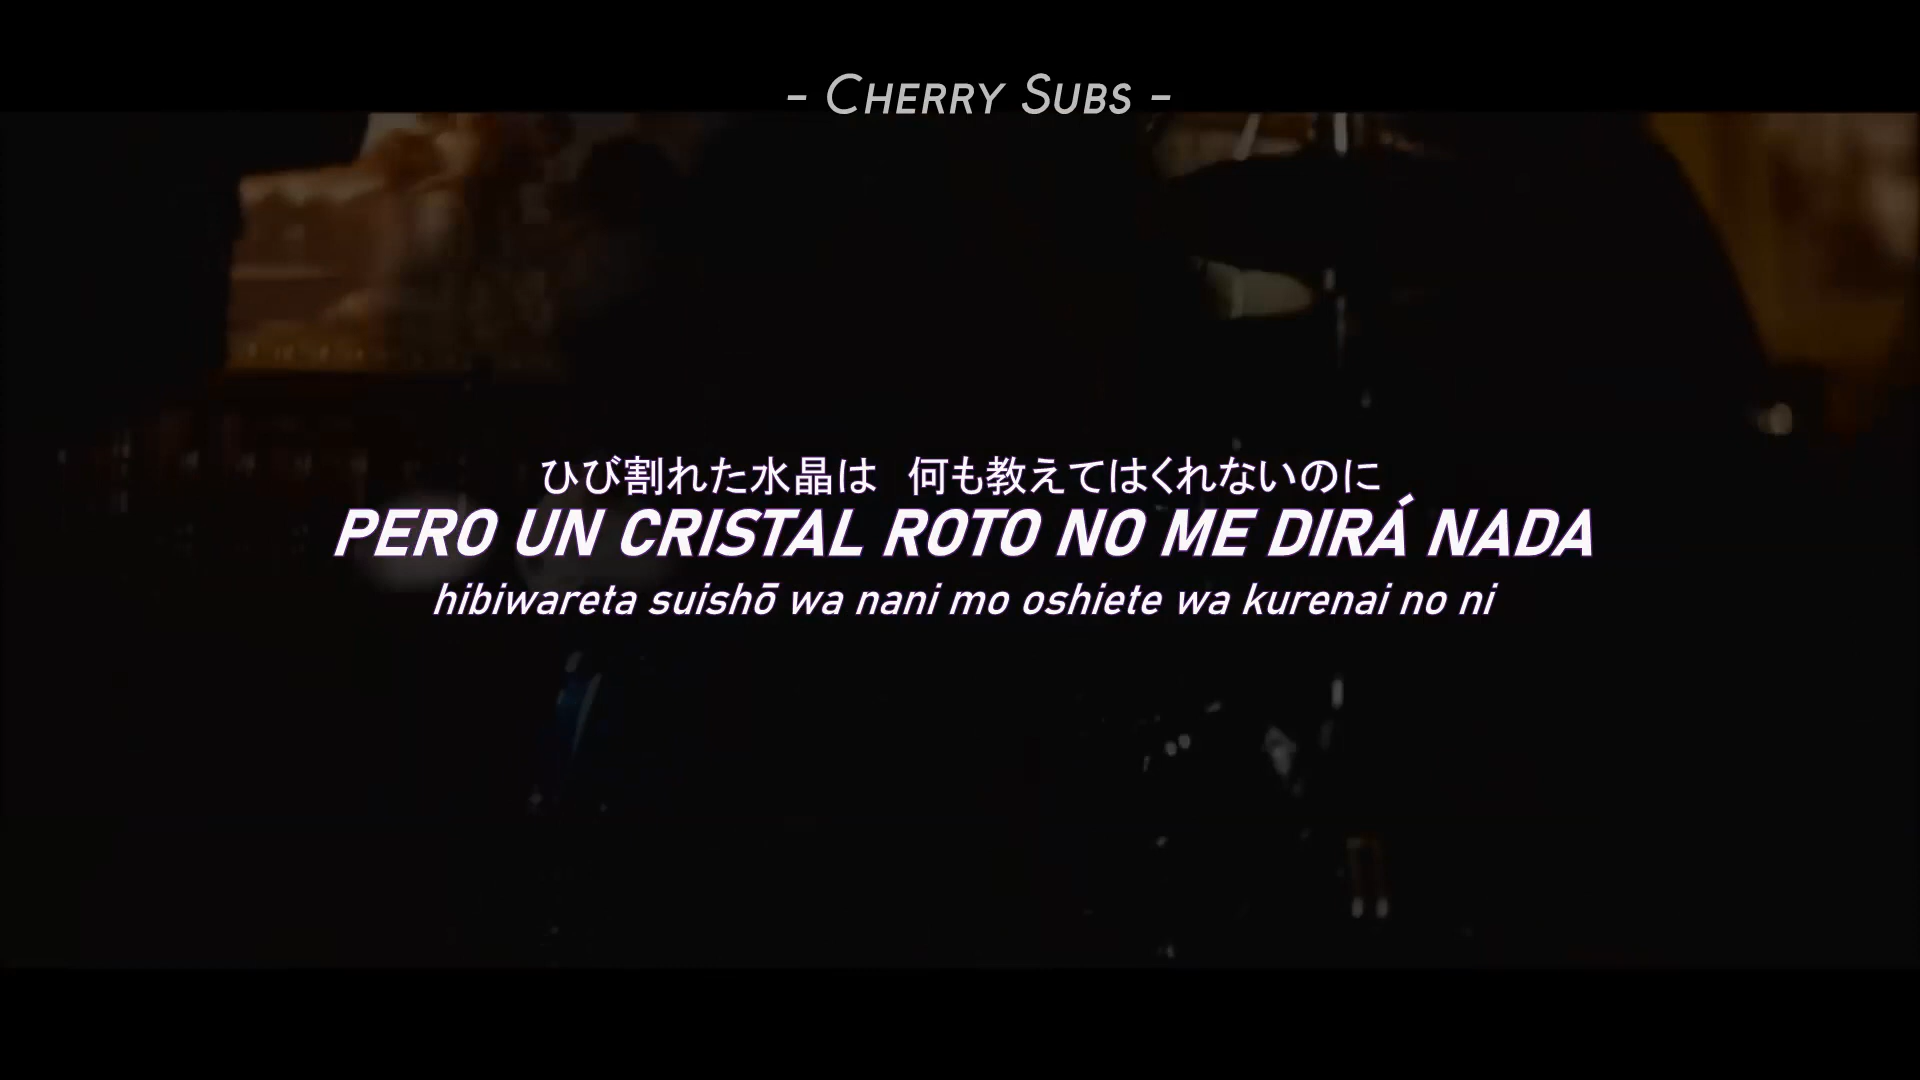 - Cherry Subs -
ひび割れた水晶は　何も教えてはくれないのに
PERO UN CRISTAL ROTO NO ME DIRÁ NADA
hibiwareta suishō wa nani mo oshiete wa kurenai no ni